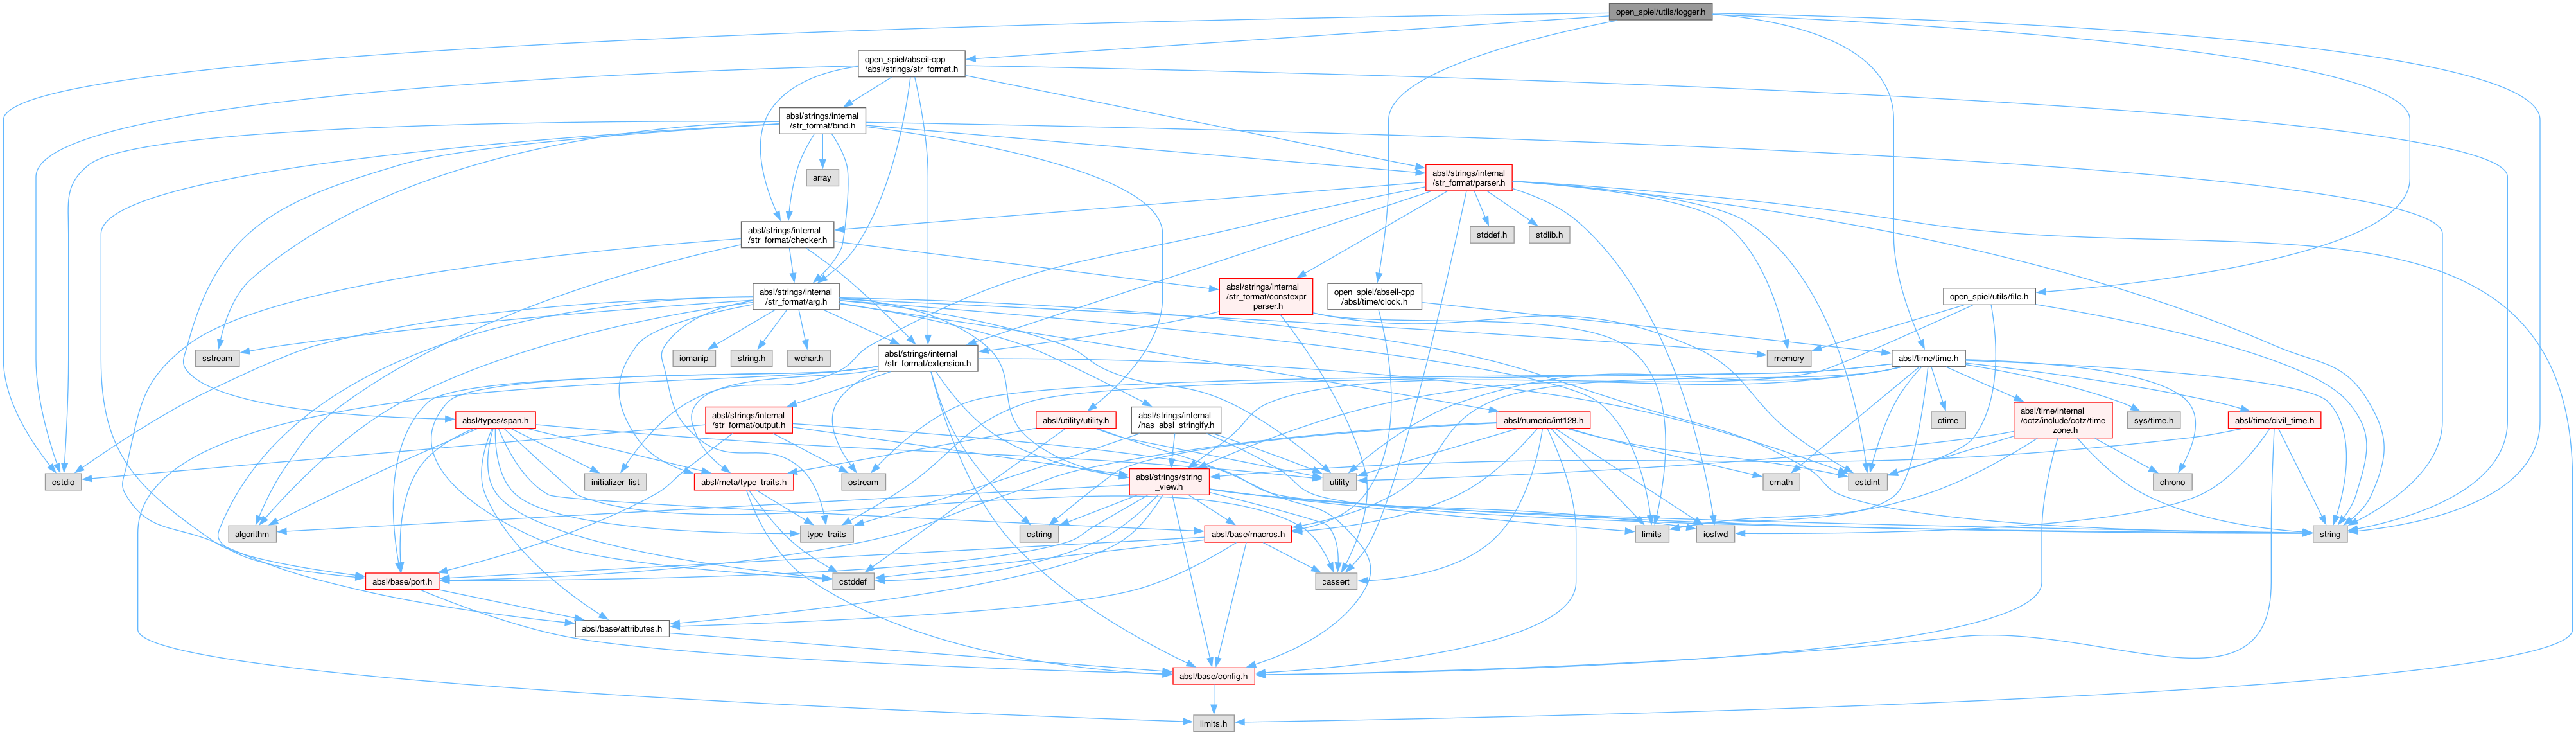 open_spiel/utils/logger.h
open_spiel/abseil-cpp
/absl/strings/str_format.h
absl/strings/internal
/str_format/bind.h
array
absl/strings/internal
/str_format/parser.h
absl/strings/internal
/str_format/checker.h
stddef.h
stdlib.h
absl/strings/internal
/str_format/arg.h
absl/strings/internal
/str_format/constexpr
_parser.h
open_spiel/abseil-cpp
/absl/time/clock.h
open_spiel/utils/file.h
sstream
iomanip
string.h
wchar.h
absl/strings/internal
/str_format/extension.h
memory
absl/time/time.h
absl/types/span.h
absl/strings/internal
/str_format/output.h
absl/utility/utility.h
absl/strings/internal
/has_absl_stringify.h
absl/numeric/int128.h
ctime
absl/time/internal
/cctz/include/cctz/time
_zone.h
sys/time.h
absl/time/civil_time.h
cstdio
initializer_list
absl/meta/type_traits.h
ostream
absl/strings/string
_view.h
utility
cmath
cstdint
chrono
algorithm
type_traits
cstring
absl/base/macros.h
limits
iosfwd
string
absl/base/port.h
cstddef
cassert
absl/base/attributes.h
absl/base/config.h
limits.h